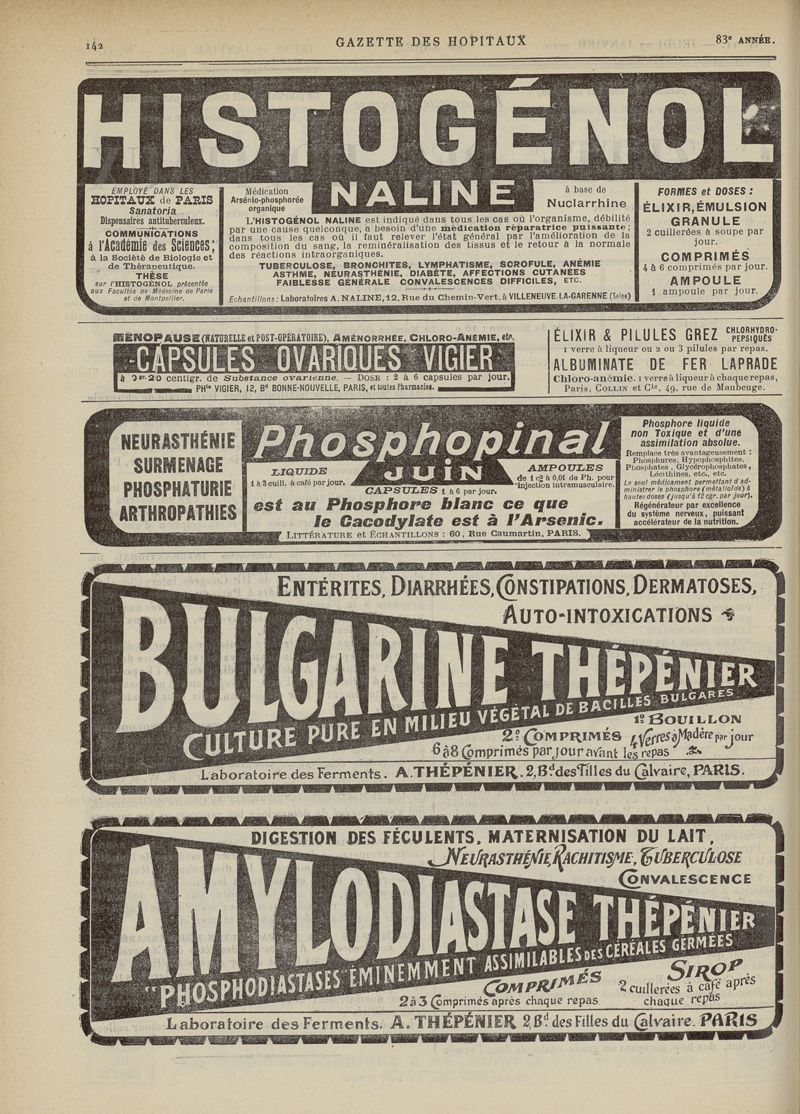 142
GAZETTE DES HOPITAUX
83e ANNÉE.
HISTOGÉNOL
NALINE
EMPLOYÉ DANS LES
HOPITAUX de PARIS
Sanatoria
Dispensaires antituberculeux.
COMMUNICATIONS
à l'Académie des Sciences;
à la Société de Biologie et
de Thérapeutique.
THÈSE
sur l'HISTOGÉNOL présentée
aux Facultés de Médecine de Paris
et de Montpellier.
Médication
Arsénio-phosphorée
organique
à base de
Nuclarrhine
L'HISTOGÉNOL NALINE est indiqué dans tous les cas où l'organisme, débilité
par une cause quelconque, a besoin d'une médication réparatrice puissante;
dans tous les cas où il faut relever l'état général par l'amélioration de la
composition du sang, la reminéralisation des tissus et le retour à la normale
des réactions intraorganiques.
TUBERCULOSE, BRONCHITES, LYMPHATISME, SCROFULE, ANÉMIE
ASTHME, NEURASTHÉNIE, DIABÈTE, AFFECTIONS CUTANÉES
FAIBLESSE GÉNÉRALE CONVALESCENCES DIFFICILES, ETC.
Echantillons: Laboratoires A. NALINE, 12, Rue du Chemin-Vert, à VILLENEUVE-LA-GARENNE (Seine)
FORMES et DOSES :
ÉLIXIR, ÉMULSION
GRANULE
2 cuillerées à soupe par
jour.
COMPRIMÉS
4 à 6 comprimés par jour.
AMPOULE
1 ampoule par jour.
MÉNOPAUSE (NATURELLE et POST-OPÉRATOIRE), AMÉNORRHÉE, CHLORO-ANÉMIE, etc.
CAPSULES OVARIQUES VIGIER
à 0gr.20 centigr. de Substance ovarienne. — DOSE : 2 à 6 capsules par jour.
PHie VIGIER, 12, Bd BONNE-NOUVELLE, PARIS, et toutes Pharmacies.
ÉLIXIR & PILULES GREZ CHLORHYDRO-PEPSIQUES
1 verre à liqueur ou 2 ou 3 pilules par repas.
ALBUMINATE DE FER LAPRADE
Chloro-anémie. 1 verre à liqueur à chaque repas,
Paris, COLLIN et Cie, 49, rue de Maubeuge.
NEURASTHÉNIE
SURMENAGE
PHOSPHATURIE
ARTHROPATHIES
Phosphopinal
JUIN
LIQUIDE
1 à 3 cuill. à café par jour.
CAPSULES 1 à 6 par jour.
AMPOULES
de 1 c3 à 0,01 de Ph. pour
injection intramusculaire.
est au Phosphore blanc ce que
le Cacodylate est à l'Arsenic.
LITTÉRATURE et ÉCHANTILLONS : 60, Rue Caumartin, PARIS.
Phosphore liquide
non Toxique et d'une
assimilation absolue.
Remplace très avantageusement :
Phosphures, Hypophosphites,
Phosphates, Glycérophosphates,
Lécithines, etc., etc.
Le seul médicament permettant d'ad-
ministrer le phosphore (métalloïde) à
hautes doses (jusqu'à 12 cgr. par jour).
Régénérateur par excellence
du système nerveux, puissant
accélérateur de la nutrition.
ENTÉRITES, DIARRHÉES, CONSTIPATIONS, DERMATOSES,
AUTO-INTOXICATIONS
BULGARINE THÉPÉNIER
CULTURE PURE EN MILIEU VÉGÉTAL DE BACILLES BULGARES
1º BOUILLON
4 Verres à Madère par jour
2º COMPRIMÉS
6 à 8 Comprimés par jour avant les repas
Laboratoire des Ferments. A. THÉPÉNIER. 2, Bd des Filles du Calvaire, PARIS.
DIGESTION DES FÉCULENTS, MATERNISATION DU LAIT,
NEURASTHÉNIE, RACHITISME, TUBERCULOSE
CONVALESCENCE
AMYLODIASTASE THÉPÉNIER
"PHOSPHODIASTASES" ÉMINEMMENT ASSIMILABLES DES CÉRÉALES GERMÉES
COMPRIMÉS
2 à 3 Comprimés après chaque repas
SIROP
2 cuillerées à café après
chaque repas
Laboratoire des Ferments. A. THÉPÉNIER 2, Bd des Filles du Calvaire. PARIS